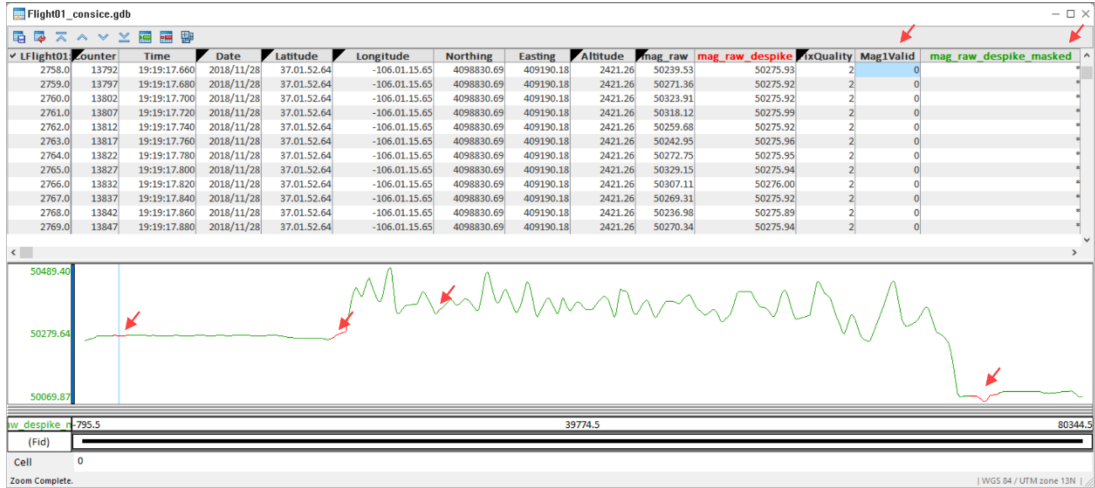 Flight01_consice.gdb
✓ LFlight01: Counter Time Date Latitude Longitude Northing Easting Altitude mag_raw mag_raw_despike ixQuality Mag1Valid mag_raw_despike_masked
2758.0 13792 19:19:17.660 2018/11/28 37.01.52.64 -106.01.15.65 4098830.69 409190.18 2421.26 50239.53 50275.93 2 0 *
2759.0 13797 19:19:17.680 2018/11/28 37.01.52.64 -106.01.15.65 4098830.69 409190.18 2421.26 50271.36 50275.92 2 0 *
2760.0 13802 19:19:17.700 2018/11/28 37.01.52.64 -106.01.15.65 4098830.69 409190.18 2421.26 50323.91 50275.92 2 0 *
2761.0 13807 19:19:17.720 2018/11/28 37.01.52.64 -106.01.15.65 4098830.69 409190.18 2421.26 50318.12 50275.99 2 0 *
2762.0 13812 19:19:17.740 2018/11/28 37.01.52.64 -106.01.15.65 4098830.69 409190.18 2421.26 50259.68 50275.92 2 0 *
2763.0 13817 19:19:17.760 2018/11/28 37.01.52.64 -106.01.15.65 4098830.69 409190.18 2421.26 50242.95 50275.96 2 0 *
2764.0 13822 19:19:17.780 2018/11/28 37.01.52.64 -106.01.15.65 4098830.69 409190.18 2421.26 50272.75 50275.95 2 0 *
2765.0 13827 19:19:17.800 2018/11/28 37.01.52.64 -106.01.15.65 4098830.69 409190.18 2421.26 50329.15 50275.94 2 0 *
2766.0 13832 19:19:17.820 2018/11/28 37.01.52.64 -106.01.15.65 4098830.69 409190.18 2421.26 50307.11 50276.00 2 0 *
2767.0 13837 19:19:17.840 2018/11/28 37.01.52.64 -106.01.15.65 4098830.69 409190.18 2421.26 50269.31 50275.92 2 0 *
2768.0 13842 19:19:17.860 2018/11/28 37.01.52.64 -106.01.15.65 4098830.69 409190.18 2421.26 50236.98 50275.89 2 0 *
2769.0 13847 19:19:17.880 2018/11/28 37.01.52.64 -106.01.15.65 4098830.69 409190.18 2421.26 50270.34 50275.94 2 0 *
50489.40
50279.64
50069.87
aw_despike_n -795.5 39774.5 80344.5
(Fid)
Cell 0
Zoom Complete. | WGS 84 / UTM zone 13N |